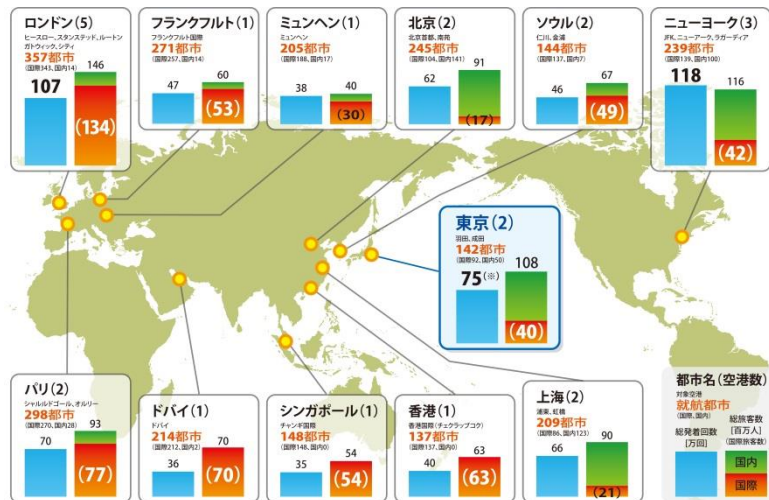 ロンドン(5)
ヒースロー、スタンステッド、ルートン
ガトウィック、シティ
357都市
(国際343、国内14)
107
146
(134)
フランクフルト(1)
フランクフルト国際
271都市
(国際257、国内14)
47
60
(53)
ミュンヘン(1)
ミュンヘン
205都市
(国際188、国内17)
38
40
(30)
北京(2)
北京首都、南苑
245都市
(国際104、国内141)
62
91
(17)
ソウル(2)
仁川、金浦
144都市
(国際137、国内7)
46
67
(49)
ニューヨーク(3)
JFK、ニューアーク、ラガーディア
239都市
(国際139、国内100)
118
116
(42)
東京(2)
羽田、成田
142都市
(国際92、国内50)
75(※)
108
(40)
パリ(2)
シャルルドゴール、オルリー
298都市
(国際270、国内28)
70
93
(77)
ドバイ(1)
ドバイ
214都市
(国際212、国内2)
36
70
(70)
シンガポール(1)
チャンギ国際
148都市
(国際148、国内0)
35
54
(54)
香港(1)
香港国際(チェクラップコク)
137都市
(国際137、国内0)
40
63
(63)
上海(2)
浦東、虹橋
209都市
(国際86、国内123)
66
90
(21)
都市名(空港数)
対象空港
就航都市
(国際、国内)
総発着回数
[万回]
総旅客数
[百万人]
(国際旅客数)
国内
国際